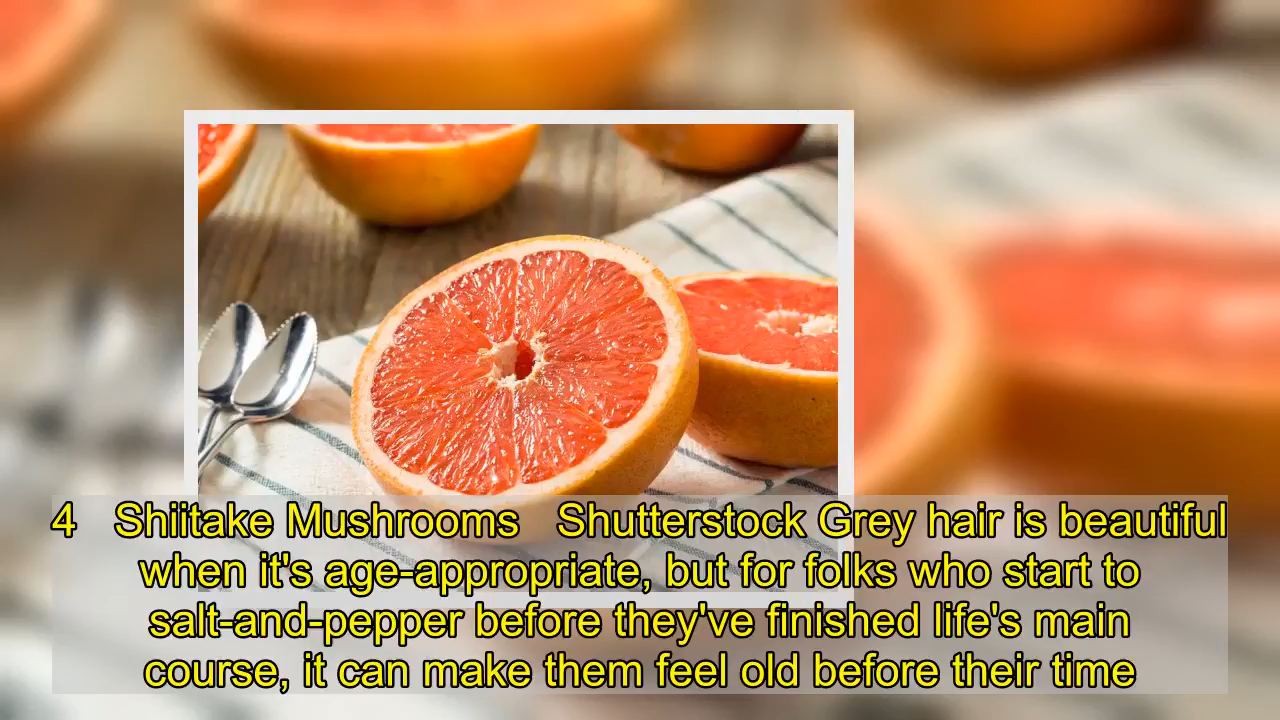 4   Shiitake Mushrooms   Shutterstock Grey hair is beautiful
when it's age-appropriate, but for folks who start to
salt-and-pepper before they've finished life's main
course, it can make them feel old before their time